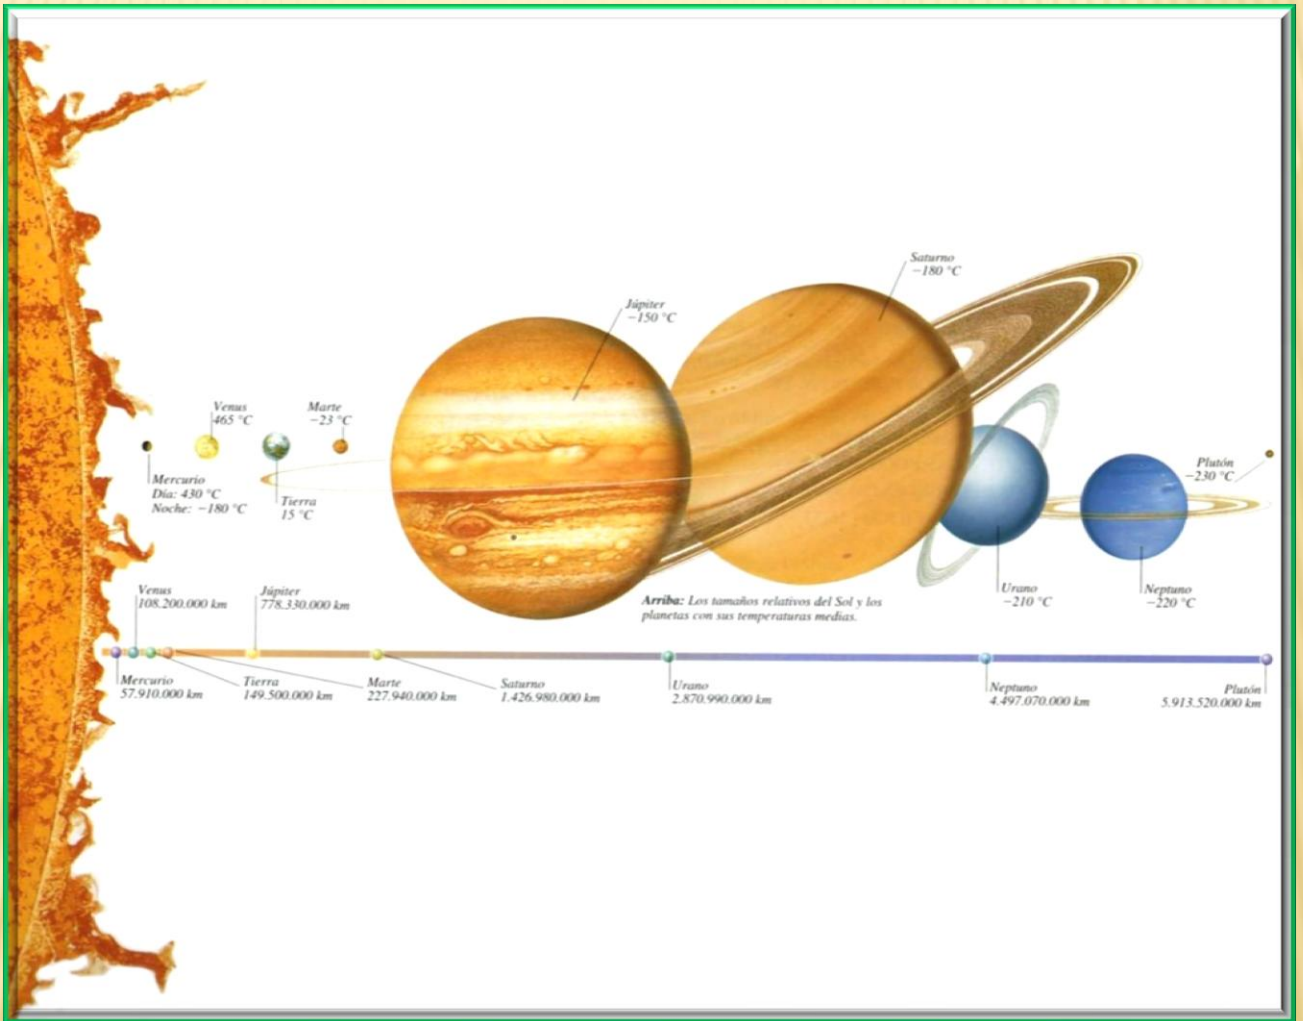 Saturno
−180 °C
Júpiter
−150 °C
Venus
465 °C
Marte
−23 °C
Mercurio
Día: 430 °C
Noche: −180 °C
Tierra
15 °C
Plutón
−230 °C
Urano
−210 °C
Neptuno
−220 °C
Arriba: Los tamaños relativos del Sol y los
planetas con sus temperaturas medias.
Venus
108.200.000 km
Júpiter
778.330.000 km
Mercurio
57.910.000 km
Tierra
149.500.000 km
Marte
227.940.000 km
Saturno
1.426.980.000 km
Urano
2.870.990.000 km
Neptuno
4.497.070.000 km
Plutón
5.913.520.000 km